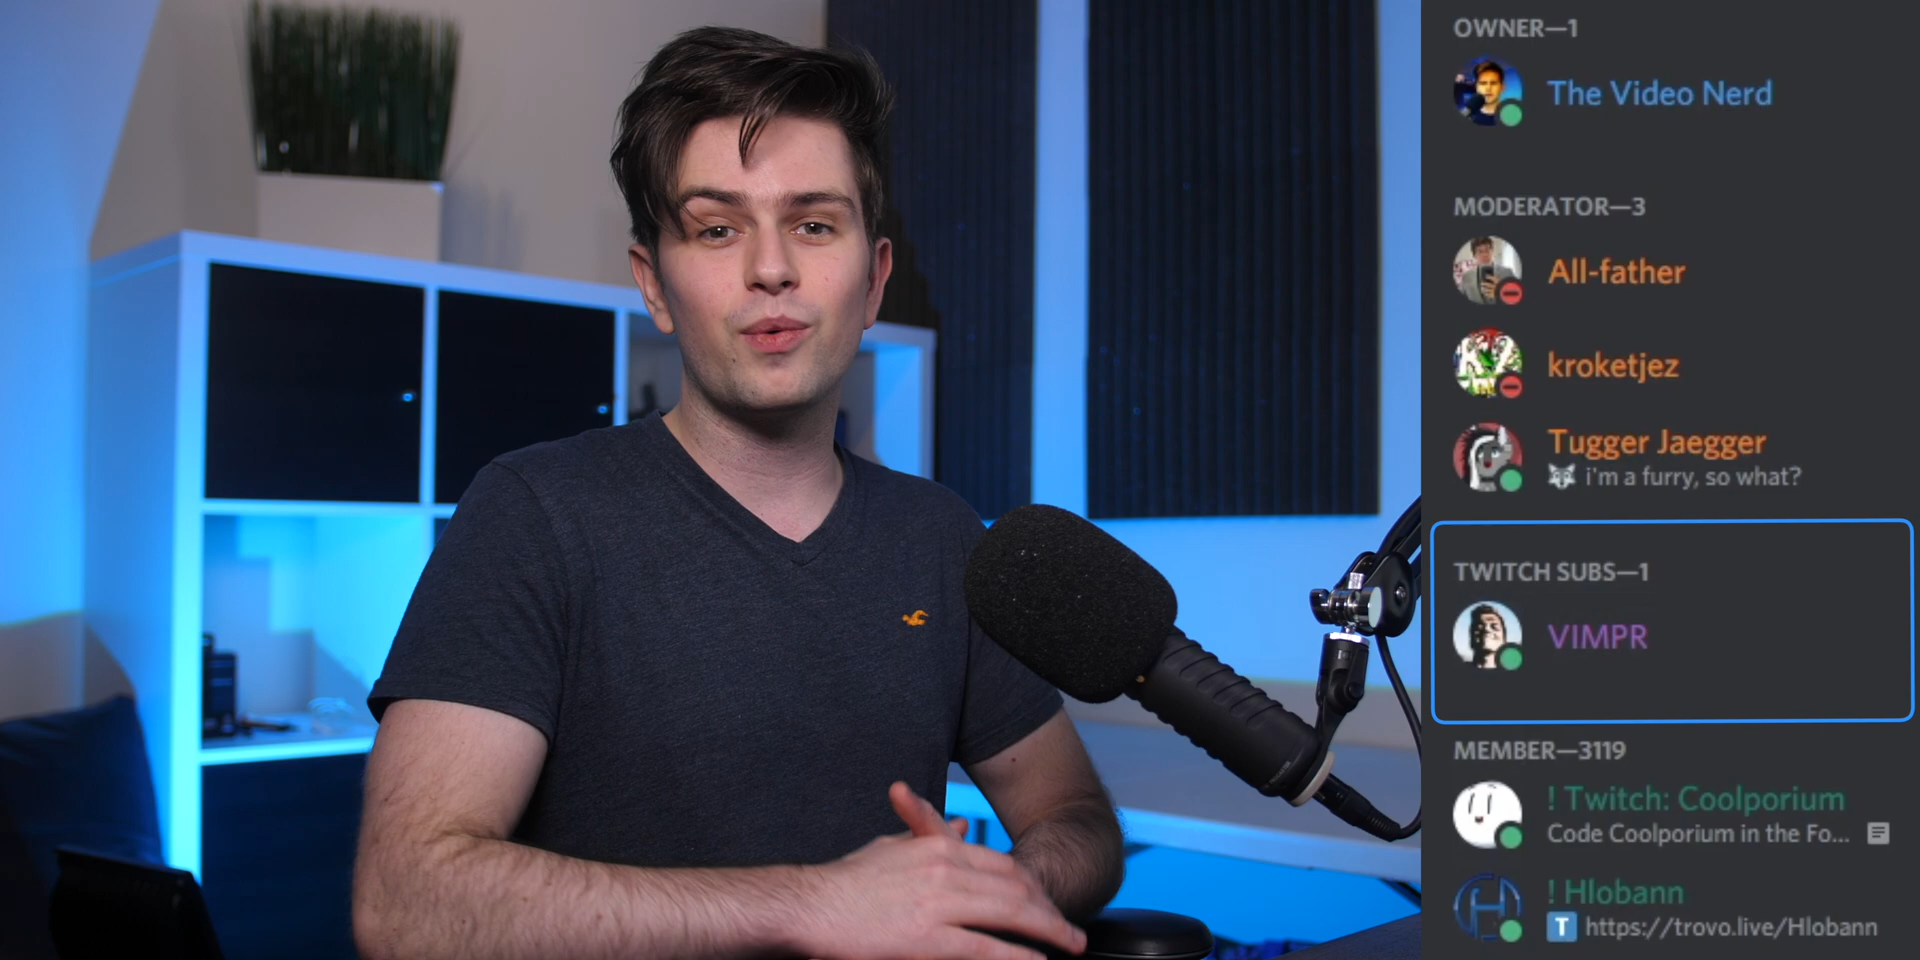 OWNER—1
The Video Nerd
MODERATOR—3
All-father
kroketjez
Tugger Jaegger
i'm a furry, so what?
TWITCH SUBS—1
VIMPR
MEMBER—3119
! Twitch: Coolporium
Code Coolporium in the Fo...
! Hlobann
T https://trovo.live/Hlobann